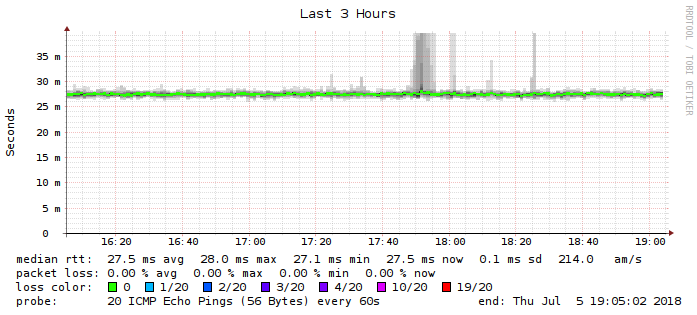 Last 3 Hours
RRDTOOL / TOBI OETIKER
Seconds
35 m
30 m
25 m
20 m
15 m
10 m
5 m
0
16:20 16:40 17:00 17:20 17:40 18:00 18:20 18:40 19:00
median rtt: 27.5 ms avg 28.0 ms max 27.1 ms min 27.5 ms now 0.1 ms sd 214.0 am/s
packet loss: 0.00 % avg 0.00 % max 0.00 % min 0.00 % now
loss color: 0 1/20 2/20 3/20 4/20 10/20 19/20
probe: 20 ICMP Echo Pings (56 Bytes) every 60s end: Thu Jul 5 19:05:02 2018